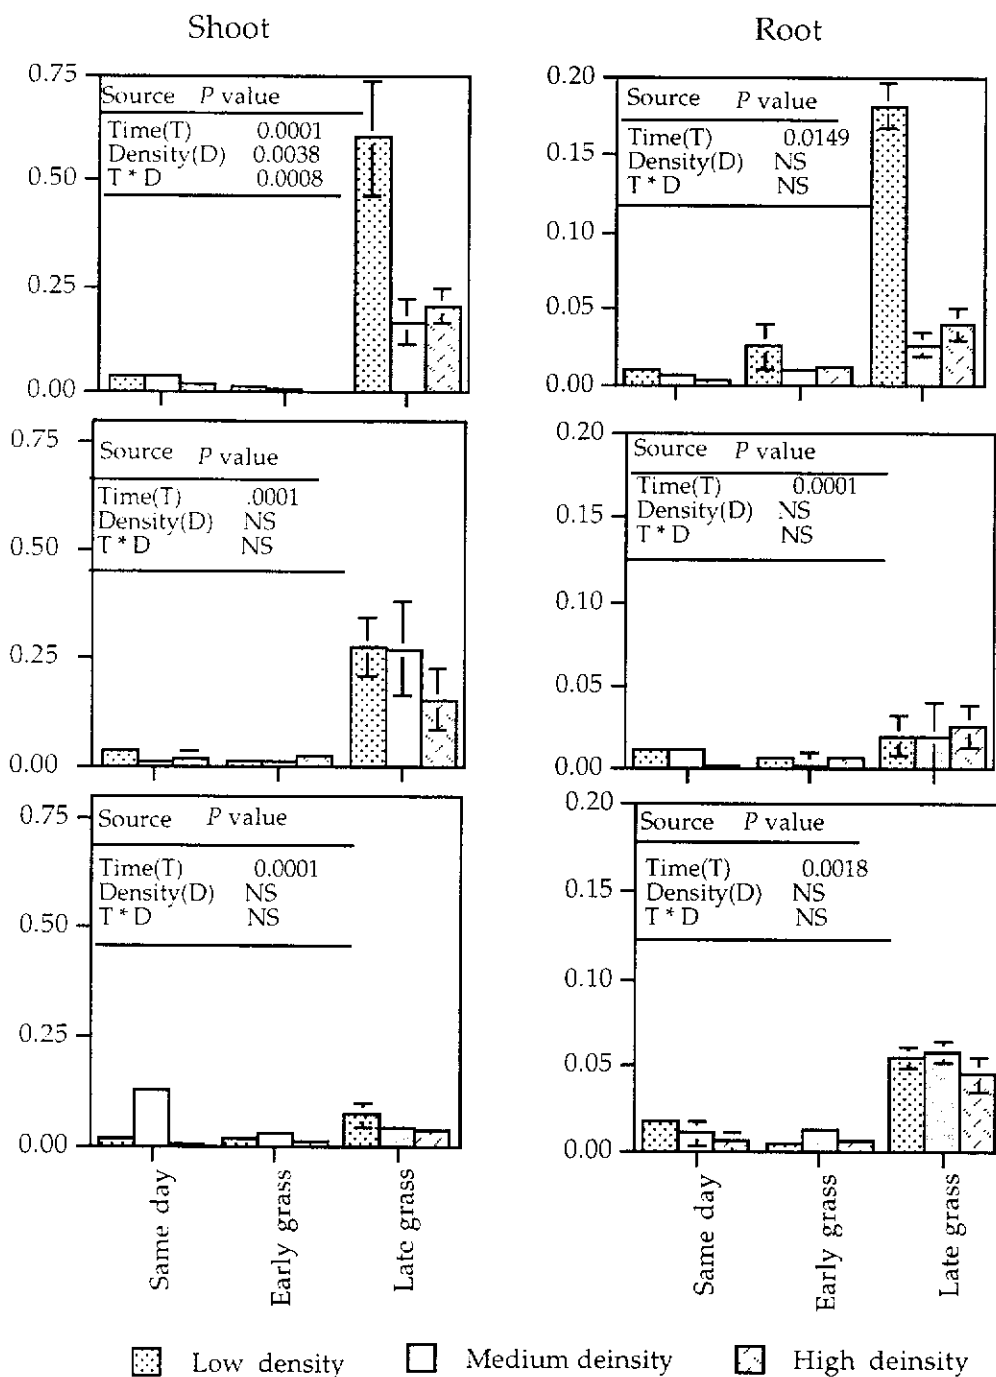 Shoot
Root
0.75
0.50
0.25
0.00
Source P value
Time(T) 0.0001
Density(D) 0.0038
T * D 0.0008
0.20
0.15
0.10
0.05
0.00
Source P value
Time(T) 0.0149
Density(D) NS
T * D NS
0.75
0.50
0.25
0.00
Source P value
Time(T) .0001
Density(D) NS
T * D NS
0.20
0.15
0.10
0.05
0.00
Source P value
Time(T) 0.0001
Density(D) NS
T * D NS
0.75
0.50
0.25
0.00
Source P value
Time(T) 0.0001
Density(D) NS
T * D NS
0.20
0.15
0.10
0.05
0.00
Source P value
Time(T) 0.0018
Density(D) NS
T * D NS
Same day
Early grass
Late grass
Same day
Early grass
Late grass
Low density
Medium deinsity
High deinsity